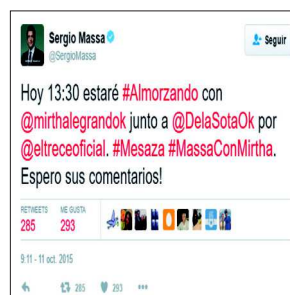 Sergio Massa
@SergioMassa
Seguir
Hoy 13:30 estaré #Almorzando con
@mirthalegrandok junto a @DelaSotaOk por
@eltreceoficial. #Mesaza #MassaConMirtha.
Espero sus comentarios!
RETWEETS ME GUSTA
285 293
9:11 - 11 oct. 2015
285 293